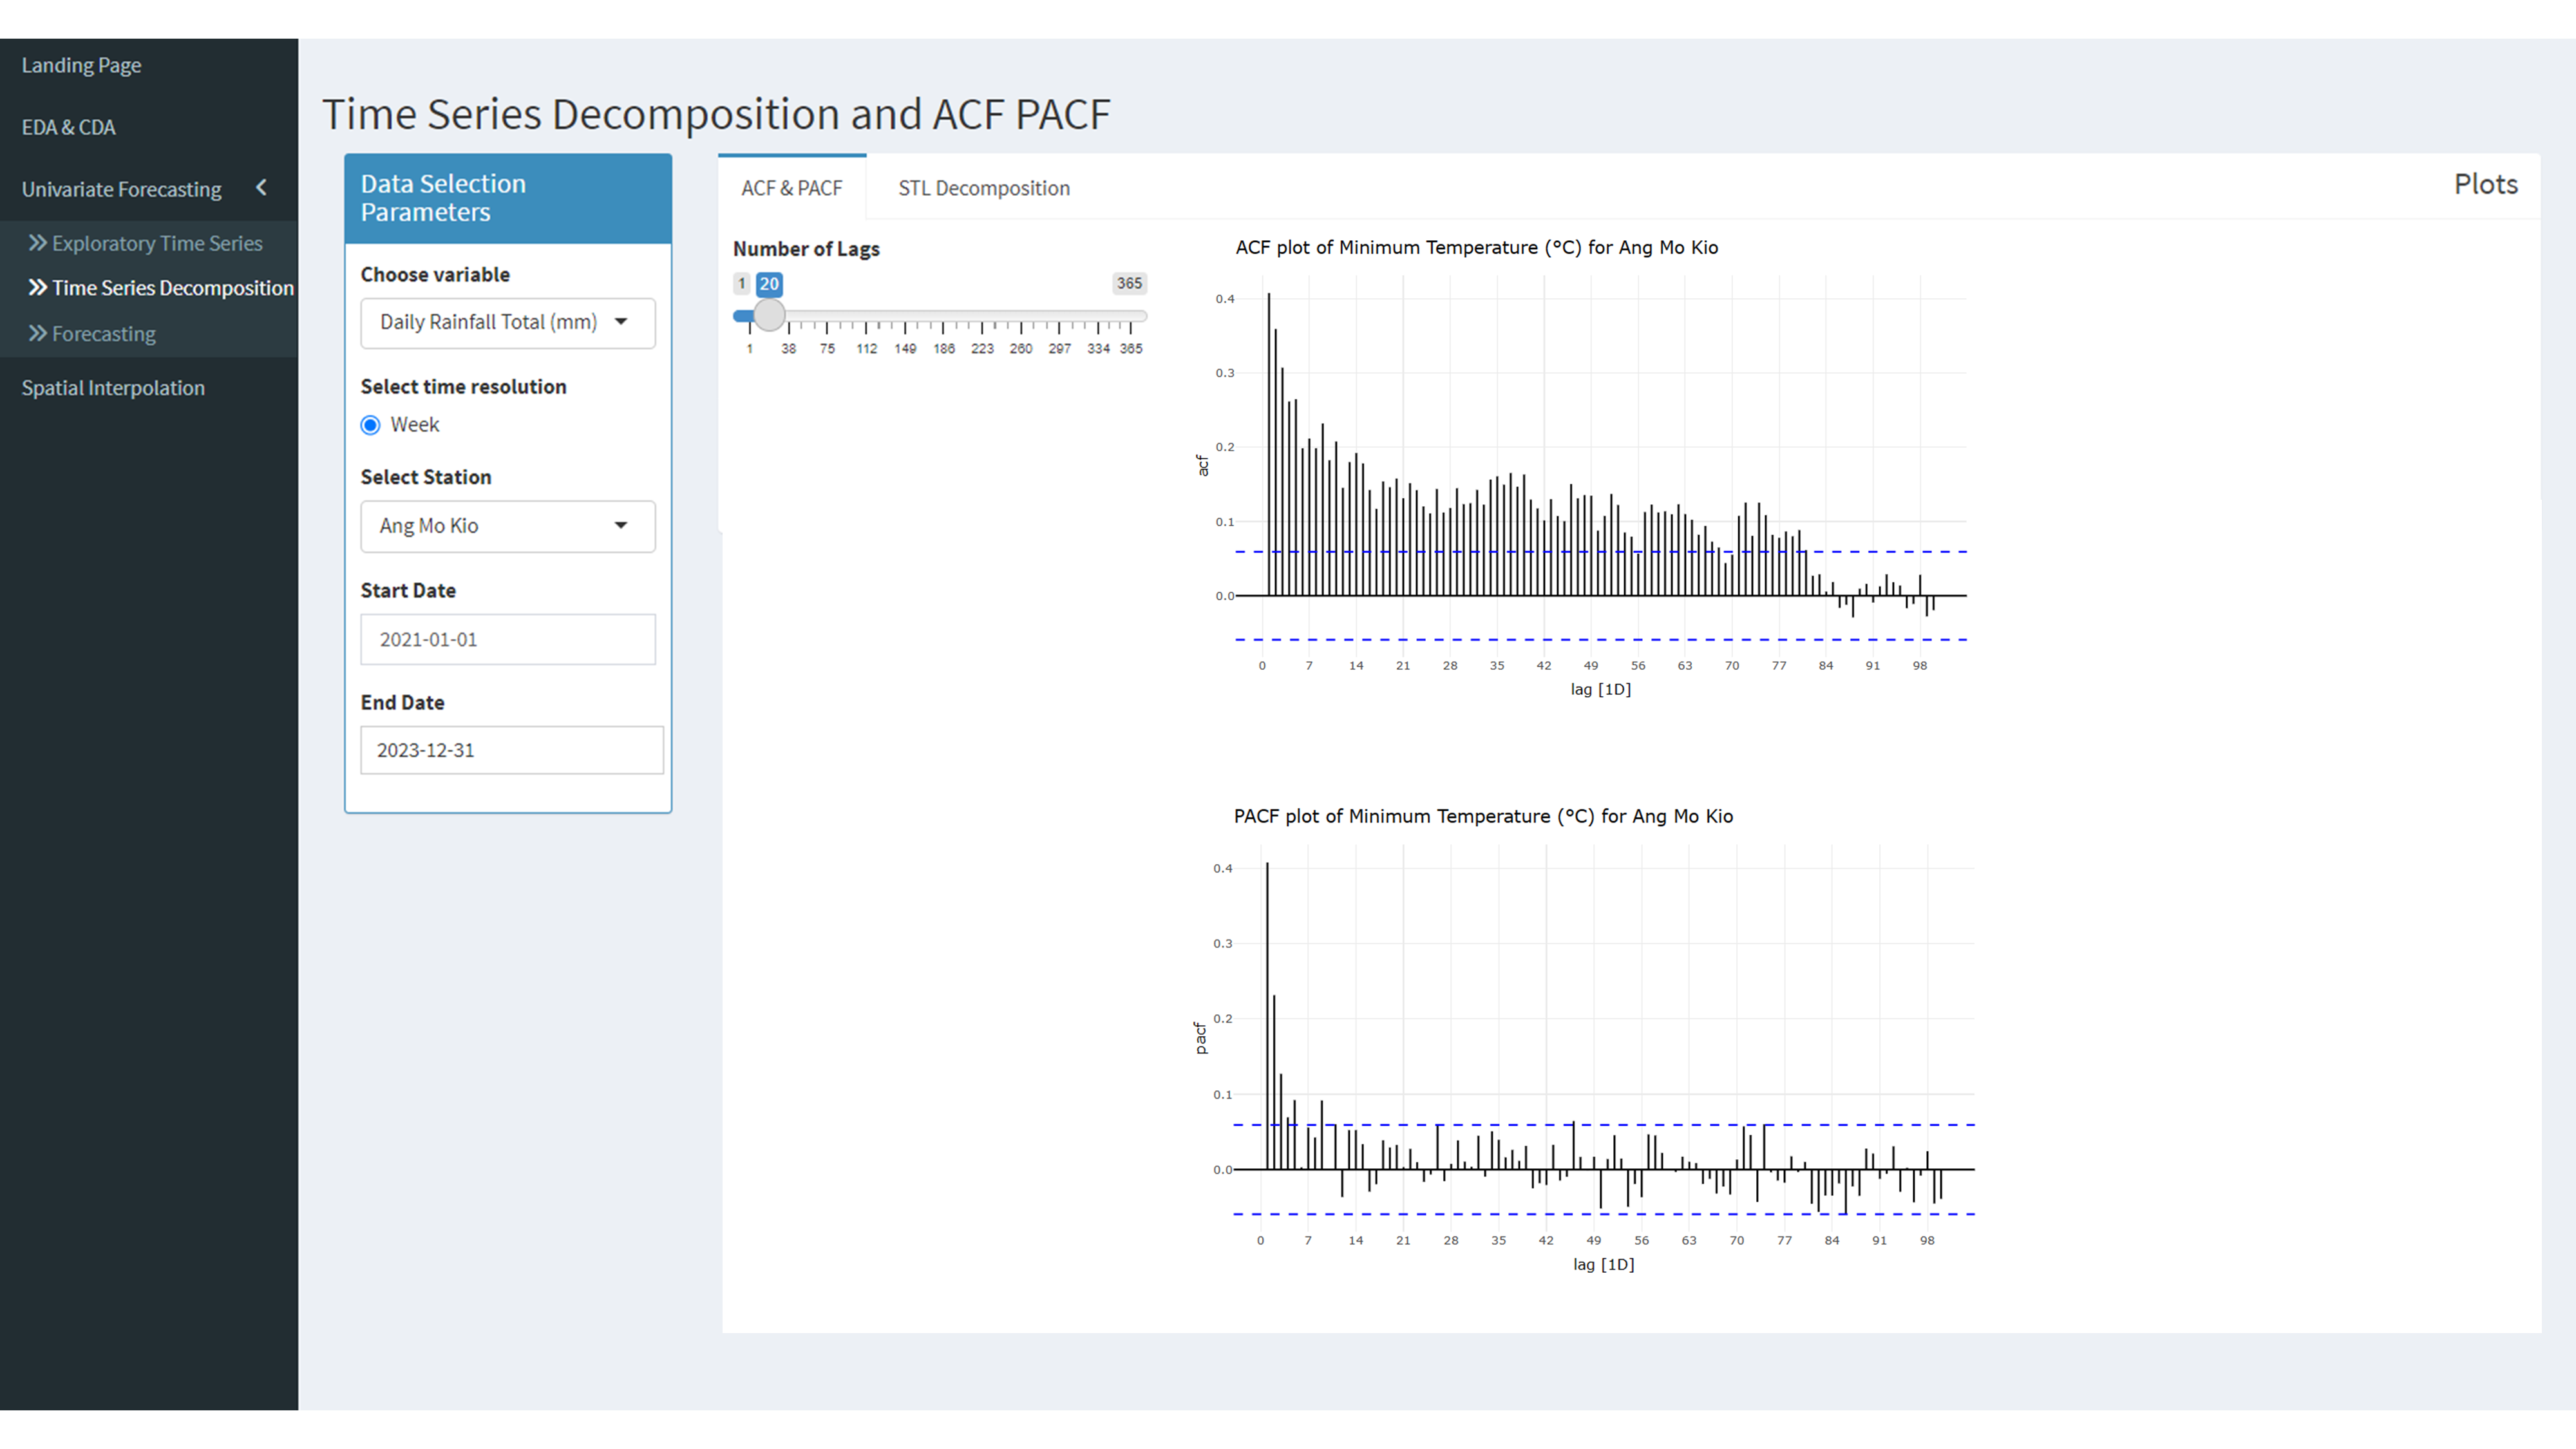 Landing Page
EDA & CDA
Univariate Forecasting
Exploratory Time Series
Time Series Decomposition
Forecasting
Spatial Interpolation
Time Series Decomposition and ACF PACF
Data Selection
Parameters
Choose variable
Daily Rainfall Total (mm)
Select time resolution
Week
Select Station
Ang Mo Kio
Start Date
2021-01-01
End Date
2023-12-31
ACF & PACF
STL Decomposition
Plots
Number of Lags
1 20 365
1 38 75 112 149 186 223 260 297 334 365
ACF plot of Minimum Temperature (°C) for Ang Mo Kio
0.4
0.3
0.2
0.1
0.0
acf
0 7 14 21 28 35 42 49 56 63 70 77 84 91 98
lag [1D]
PACF plot of Minimum Temperature (°C) for Ang Mo Kio
0.4
0.3
0.2
0.1
0.0
pacf
0 7 14 21 28 35 42 49 56 63 70 77 84 91 98
lag [1D]